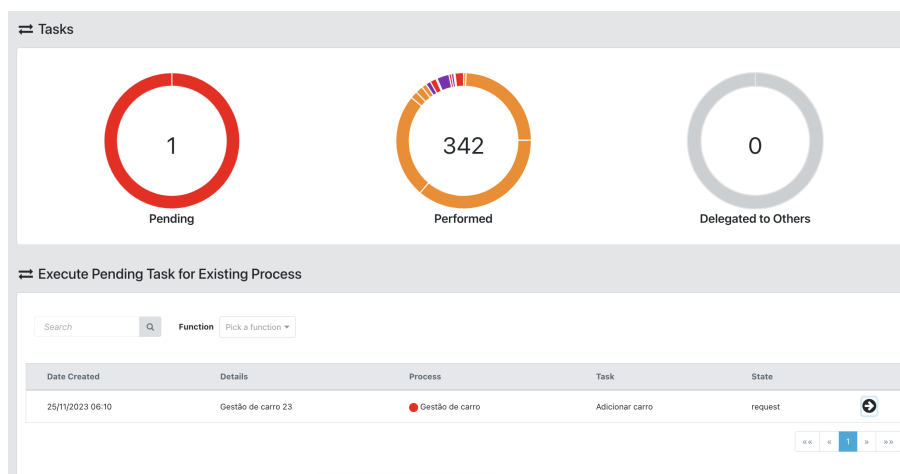 Tasks
1
342
0
Pending
Performed
Delegated to Others
Execute Pending Task for Existing Process
Search
Function Pick a function
Date Created Details Process Task State
25/11/2023 06:10 Gestão de carro 23 Gestão de carro Adicionar carro request
«« « 1 » »»